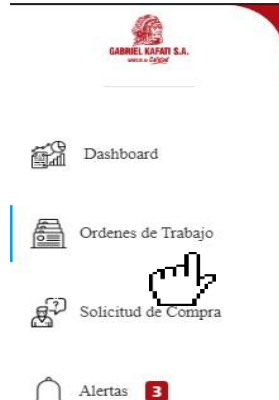 GABRIEL KAFATI S.A.
Dashboard
Ordenes de Trabajo
Solicitud de Compra
Alertas 3